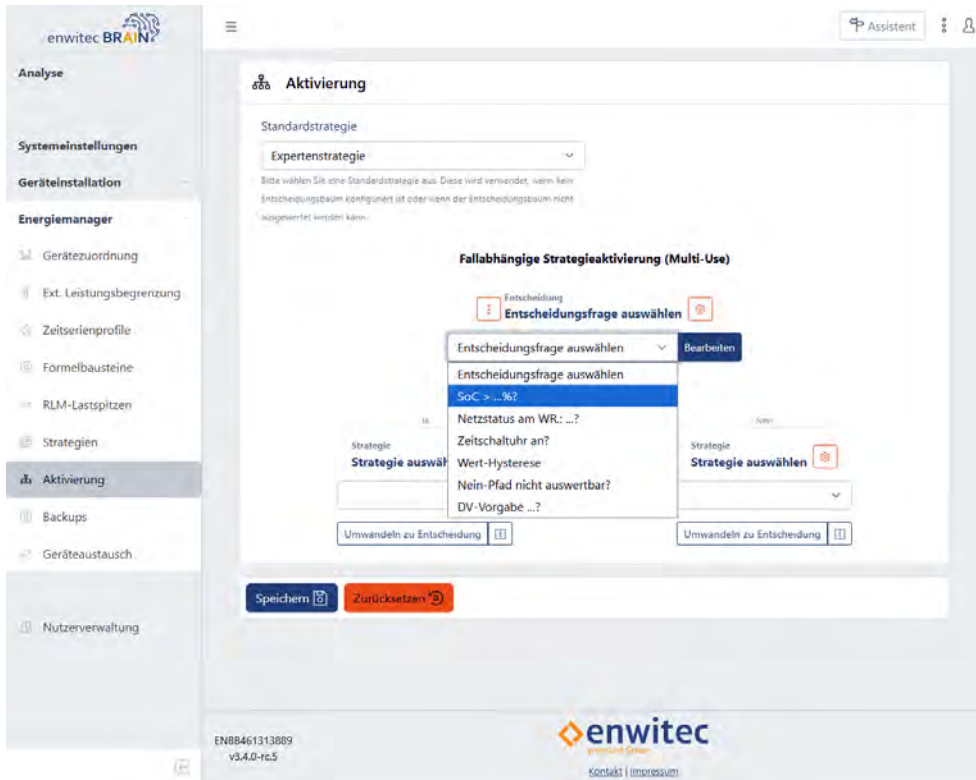 enwitec BRAIN
Assistent
Analyse
Systemeinstellungen
Geräteinstallation
Energiemanager
Gerätezuordnung
Ext. Leistungsbegrenzung
Zeitserienprofile
Formelbausteine
RLM-Lastspitzen
Strategien
Aktivierung
Backups
Geräteaustausch
Nutzerverwaltung
Aktivierung
Standardstrategie
Expertenstrategie
Bitte wählen Sie eine Standardstrategie aus. Diese wird verwendet, wenn kein
Entscheidungsbaum konfiguriert ist oder wenn der Entscheidungsbaum nicht
ausgewertet werden kann.
Fallabhängige Strategieaktivierung (Multi-Use)
Entscheidung
Entscheidungsfrage auswählen
Entscheidungsfrage auswählen
Bearbeiten
Entscheidungsfrage auswählen
SoC > ...%?
Netzstatus am WR.: ...?
Zeitschaltuhr an?
Wert-Hysterese
Nein-Pfad nicht auswertbar?
DV-Vorgabe ...?
Ja
Nein
Strategie
Strategie auswäh
Strategie
Strategie auswählen
Umwandeln zu Entscheidung
Umwandeln zu Entscheidung
Speichern
Zurücksetzen
EN88461313889
v3.4.0-rc.5
enwitec
Kontakt | Impressum